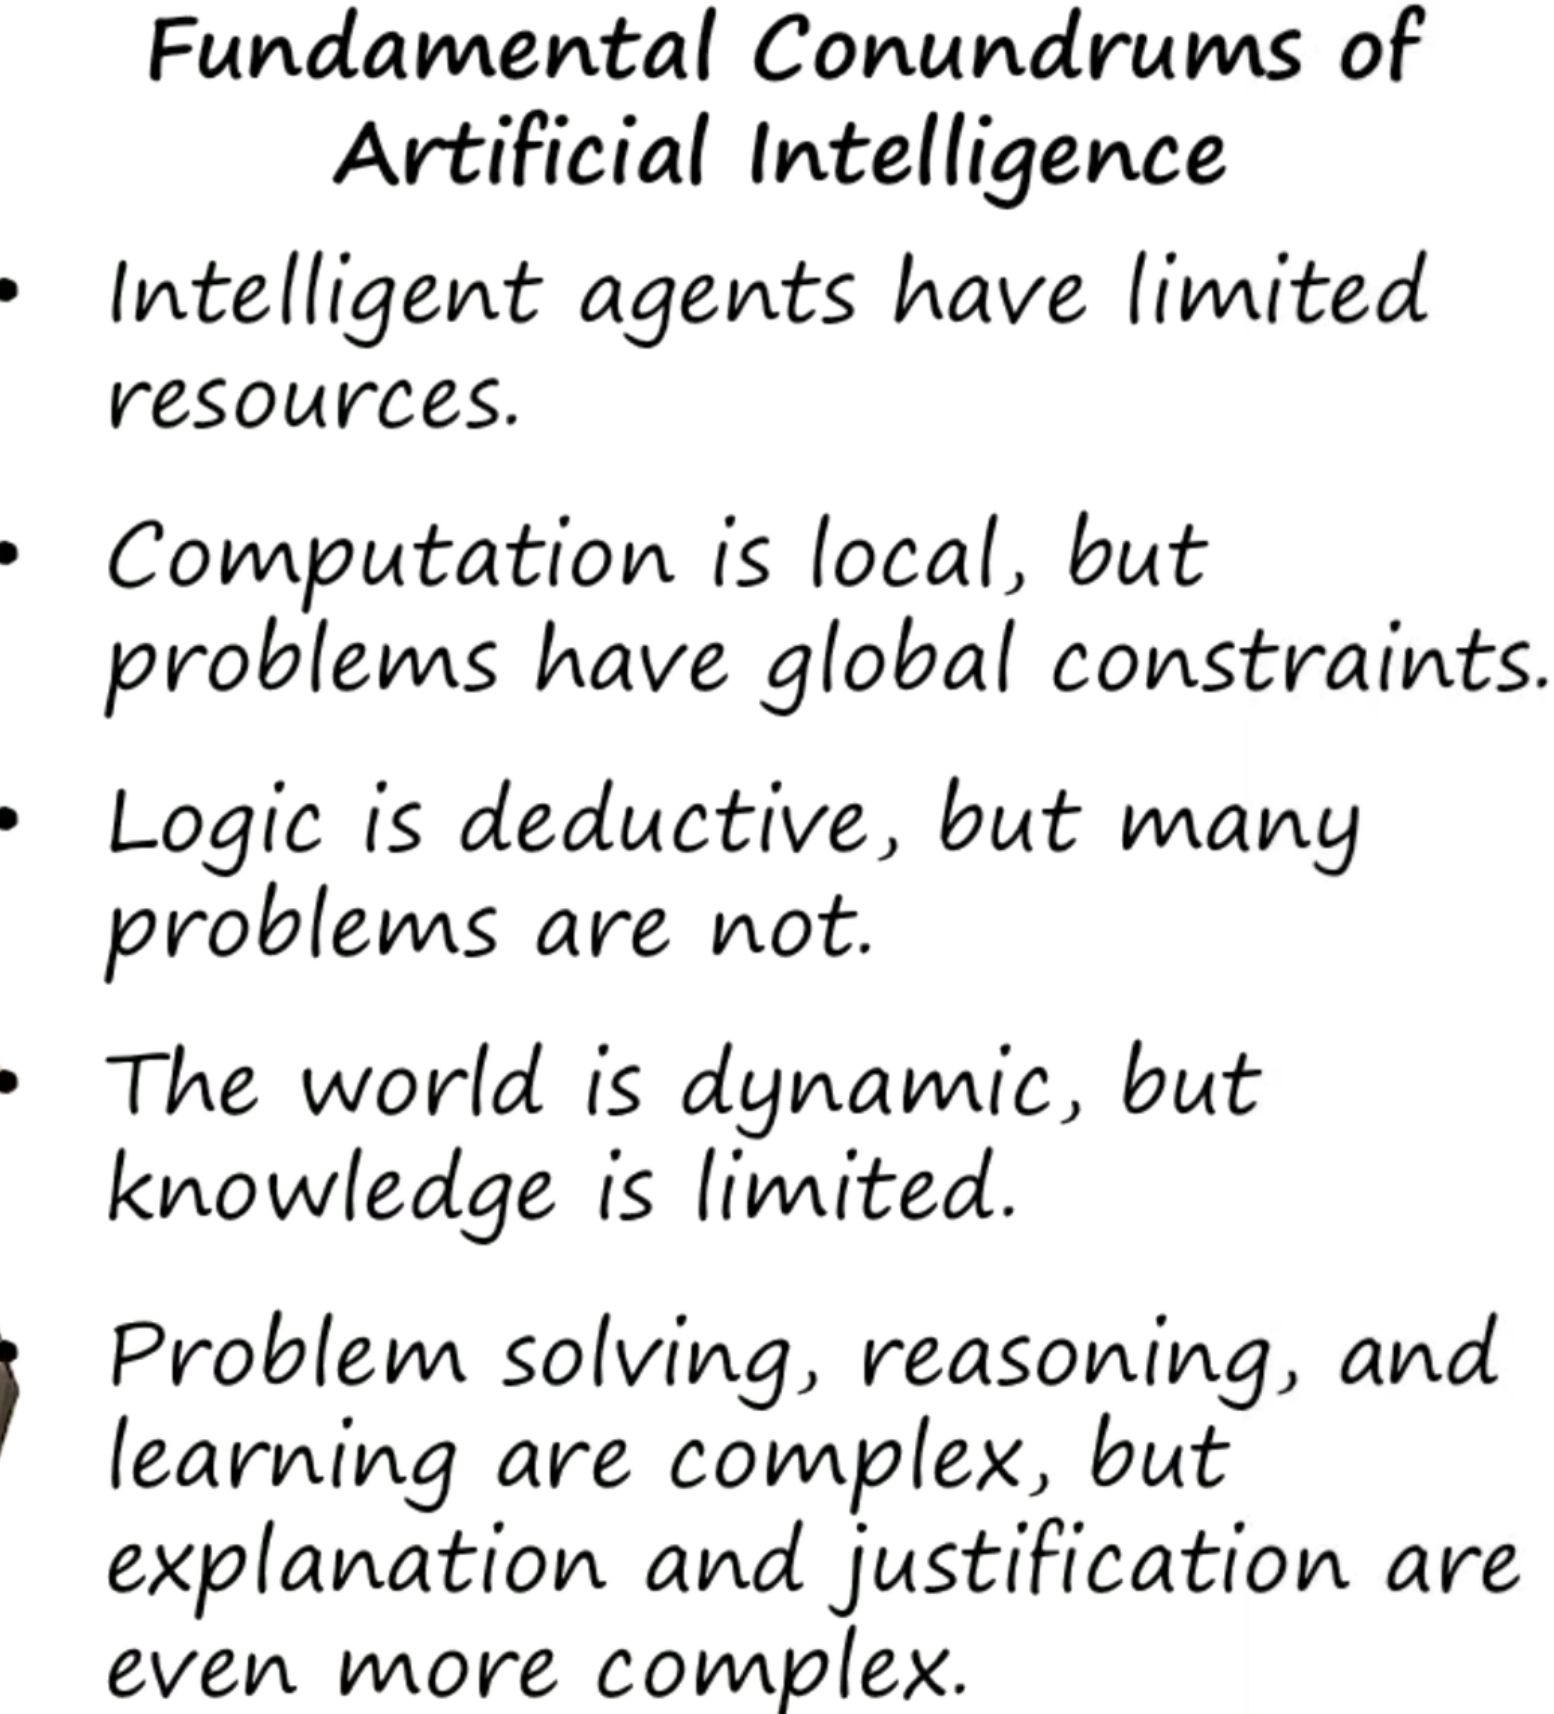 Fundamental Conundrums of
Artificial Intelligence
• Intelligent agents have limited
resources.
• Computation is local, but
problems have global constraints.
• Logic is deductive, but many
problems are not.
• The world is dynamic, but
knowledge is limited.
• Problem solving, reasoning, and
learning are complex, but
explanation and justification are
even more complex.